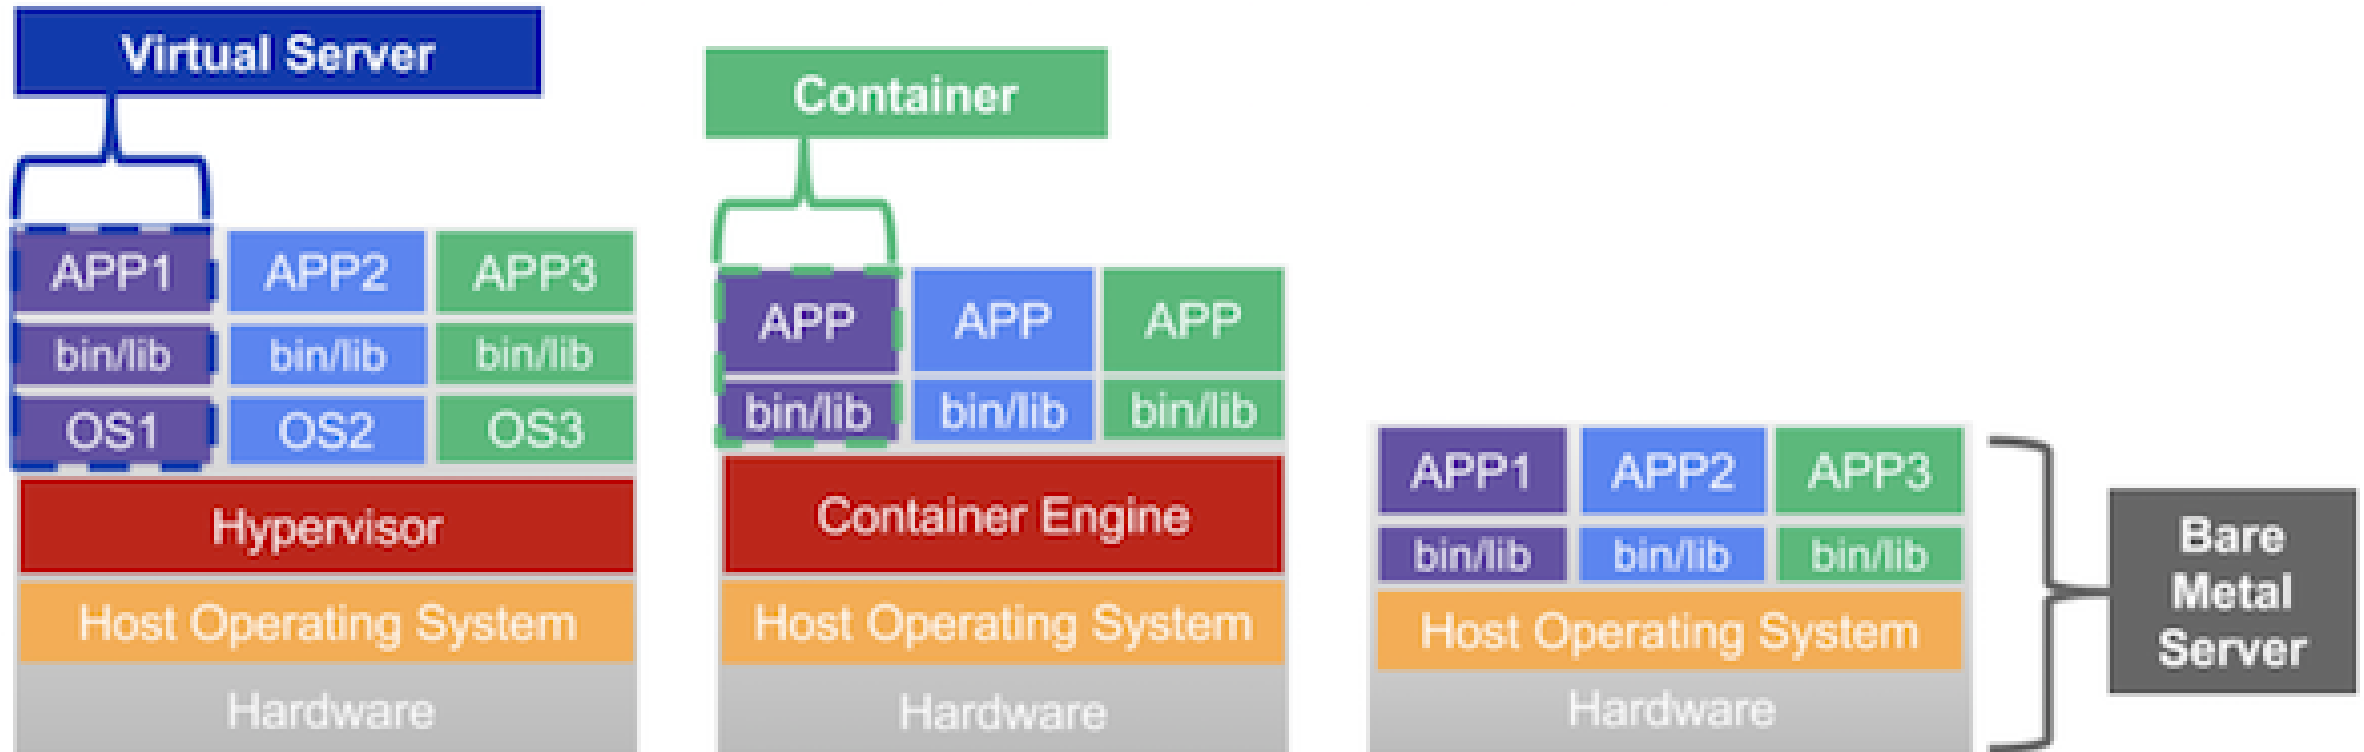 Virtual Server
APP1 APP2 APP3
bin/lib bin/lib bin/lib
OS1 OS2 OS3
Hypervisor
Host Operating System
Hardware
Container
APP APP APP
bin/lib bin/lib bin/lib
Container Engine
Host Operating System
Hardware
APP1 APP2 APP3
bin/lib bin/lib bin/lib
Host Operating System
Hardware
Bare
Metal
Server